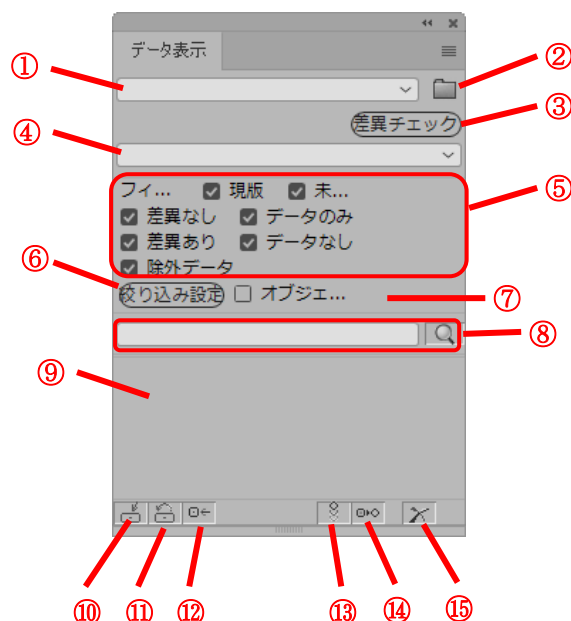 データ表示
①
②
差異チェック
③
④
フィ... 現版 未...
⑤
差異なし データのみ
差異あり データなし
除外データ
⑥
絞り込み設定 オブジェ...
⑦
⑧
⑨
⑩ ⑪ ⑫ ⑬ ⑭ ⑮